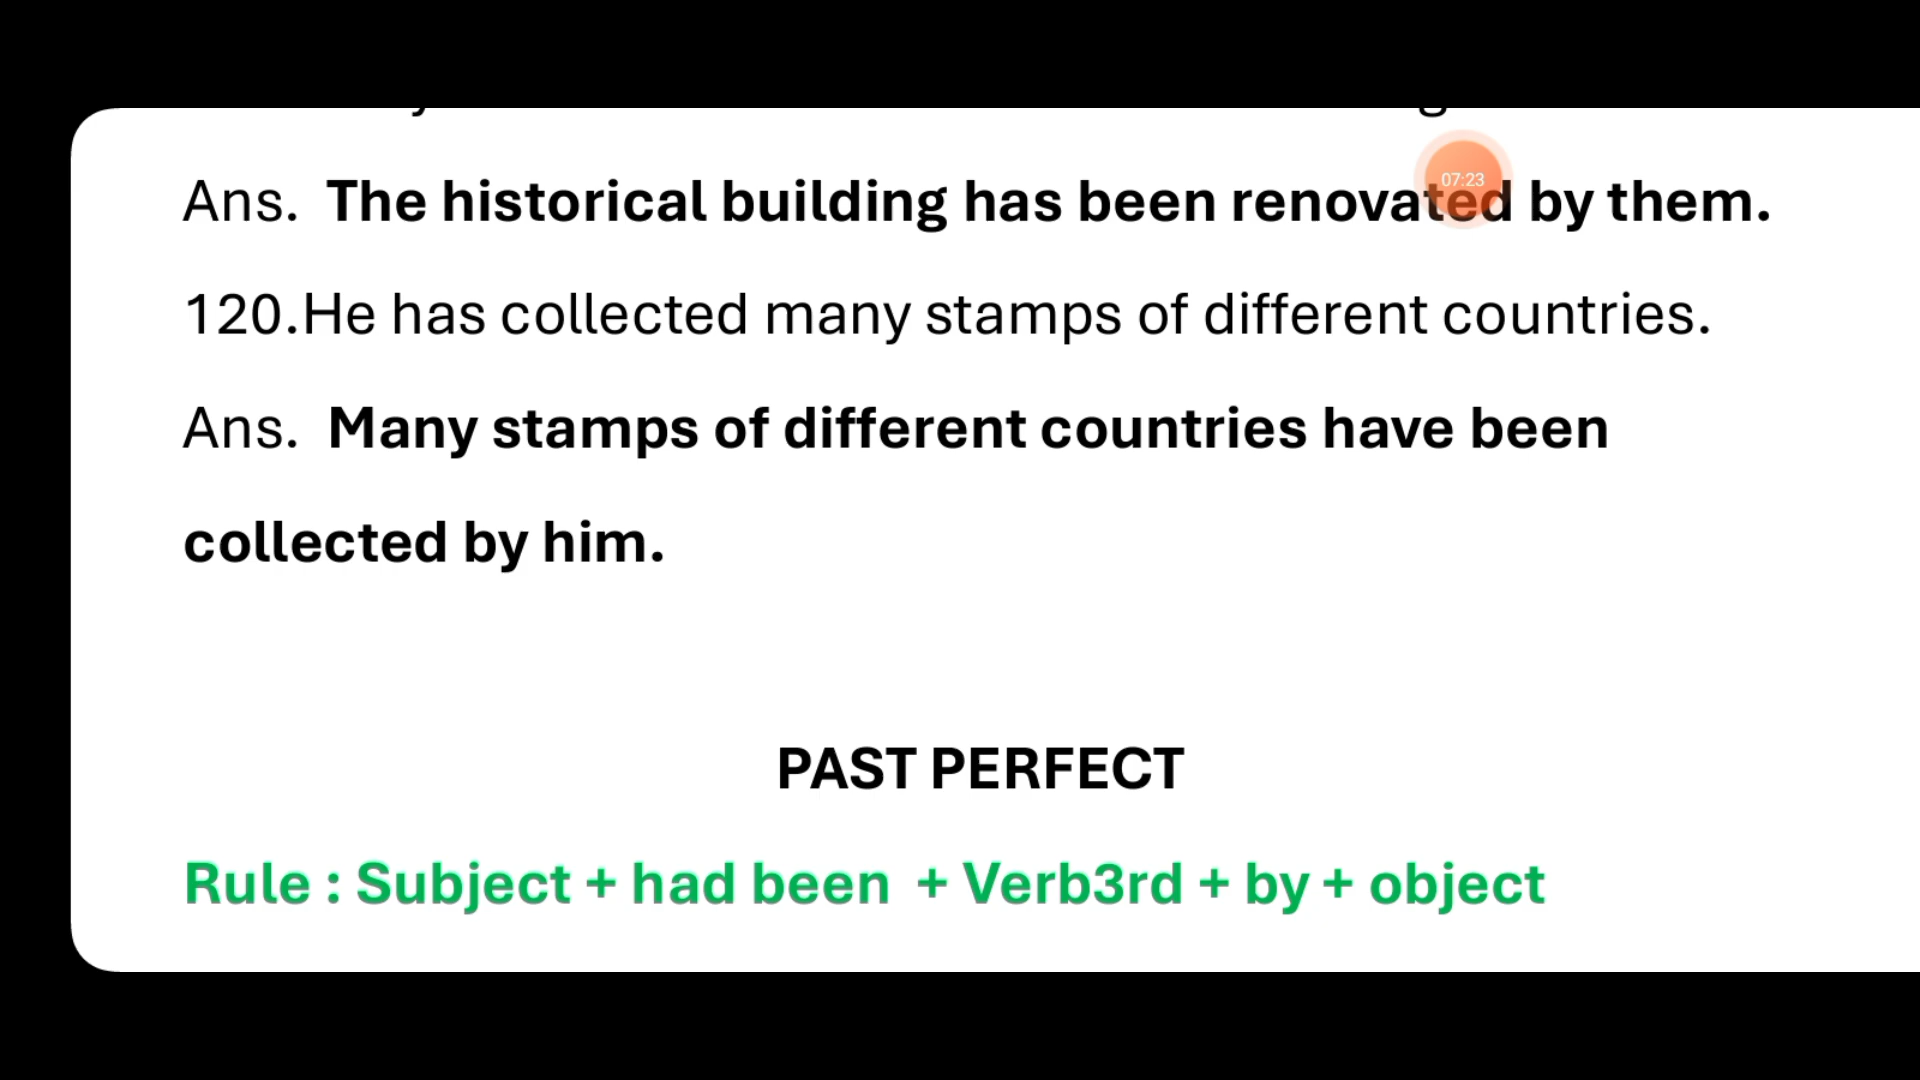 Ans. The historical building has been renovated by them.
07:23
120.He has collected many stamps of different countries.
Ans. Many stamps of different countries have been
collected by him.
PAST PERFECT
Rule : Subject + had been + Verb3rd + by + object